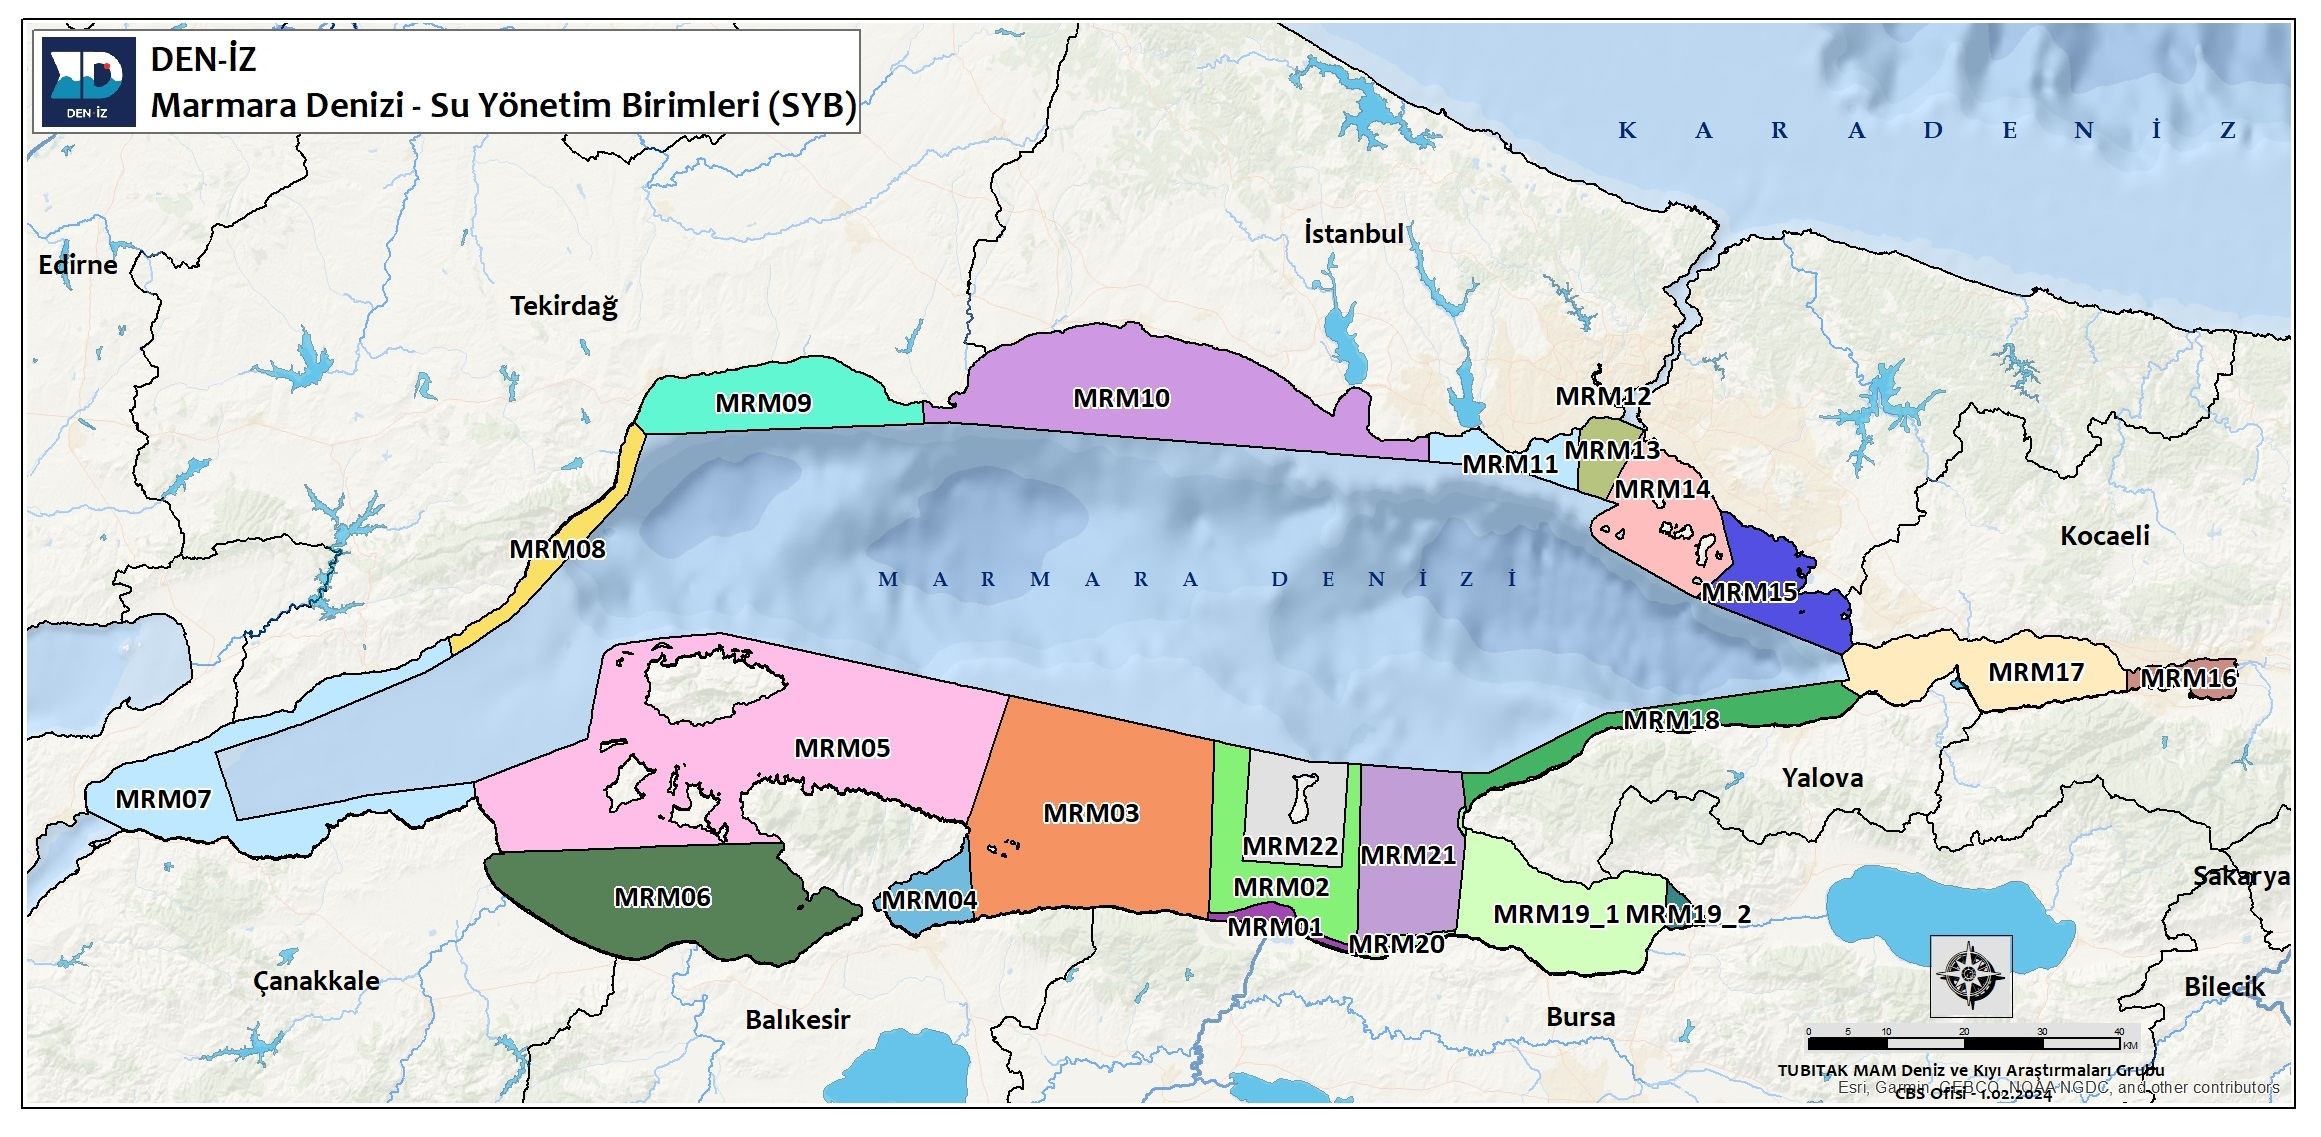 DEN-İZ
Marmara Denizi - Su Yönetim Birimleri (SYB)
DEN·İZ
K A R A D E N İ Z
İstanbul
Edirne
Tekirdağ
MRM12
MRM10
MRM09
MRM13
MRM11
MRM14
Kocaeli
MRM08
M A R M A R A D E N İ Z İ
MRM15
MRM17
MRM16
MRM18
MRM05
Yalova
MRM07
MRM03
MRM22
MRM21
Sakarya
MRM02
MRM06
MRM04
MRM19_1
MRM19_2
MRM01
MRM20
Çanakkale
Bilecik
Balıkesir
Bursa
0 5 10 20 30 40
KM
TUBITAK MAM Deniz ve Kıyı Araştırmaları Grubu
Esri, Garmin, GEBCO, NOAA NGDC, and other contributors
CBS Ofisi - 1.02.2024